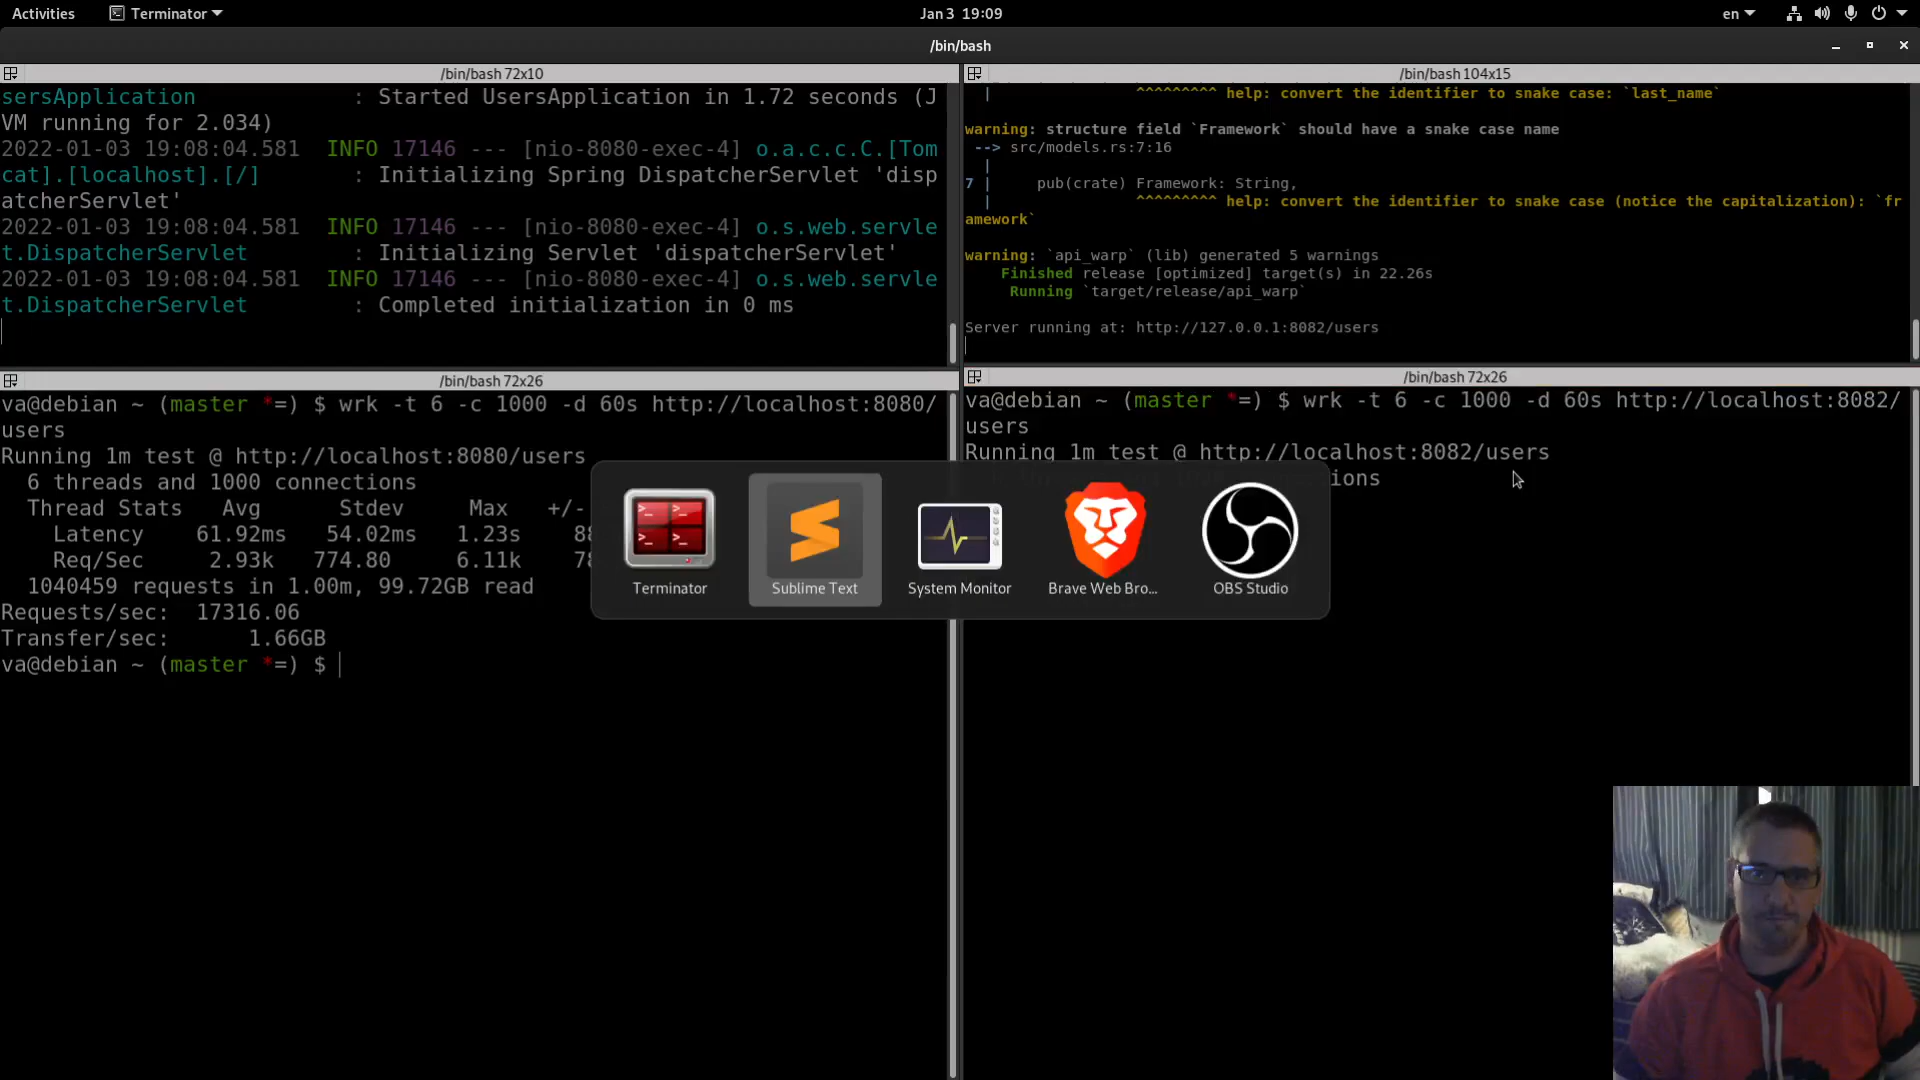 Activities
Terminator
Jan 3 19:09
en
/bin/bash
/bin/bash 72x10
sersApplication : Started UsersApplication in 1.72 seconds (J
VM running for 2.034)
2022-01-03 19:08:04.581 INFO 17146 --- [nio-8080-exec-4] o.a.c.c.C.[Tom
cat].[localhost].[/] : Initializing Spring DispatcherServlet 'disp
atcherServlet'
2022-01-03 19:08:04.581 INFO 17146 --- [nio-8080-exec-4] o.s.web.servle
t.DispatcherServlet : Initializing Servlet 'dispatcherServlet'
2022-01-03 19:08:04.581 INFO 17146 --- [nio-8080-exec-4] o.s.web.servle
t.DispatcherServlet : Completed initialization in 0 ms
/bin/bash 104x15
| ^^^^^^^^^ help: convert the identifier to snake case: `last_name`
warning: structure field `Framework` should have a snake case name
--> src/models.rs:7:16
|
7 | pub(crate) Framework: String,
| ^^^^^^^^^ help: convert the identifier to snake case (notice the capitalization): `fr
amework`
warning: `api_warp` (lib) generated 5 warnings
Finished release [optimized] target(s) in 22.26s
Running `target/release/api_warp`
Server running at: http://127.0.0.1:8082/users
/bin/bash 72x26
va@debian ~ (master *=) $ wrk -t 6 -c 1000 -d 60s http://localhost:8080/
users
Running 1m test @ http://localhost:8080/users
6 threads and 1000 connections
Thread Stats Avg Stdev Max +/-
Latency 61.92ms 54.02ms 1.23s
Req/Sec 2.93k 774.80 6.11k
1040459 requests in 1.00m, 99.72GB read
Requests/sec: 17316.06
Transfer/sec: 1.66GB
va@debian ~ (master *=) $
/bin/bash 72x26
va@debian ~ (master *=) $ wrk -t 6 -c 1000 -d 60s http://localhost:8082/
users
Running 1m test @ http://localhost:8082/users
ions
Terminator
Sublime Text
System Monitor
Brave Web Bro...
OBS Studio